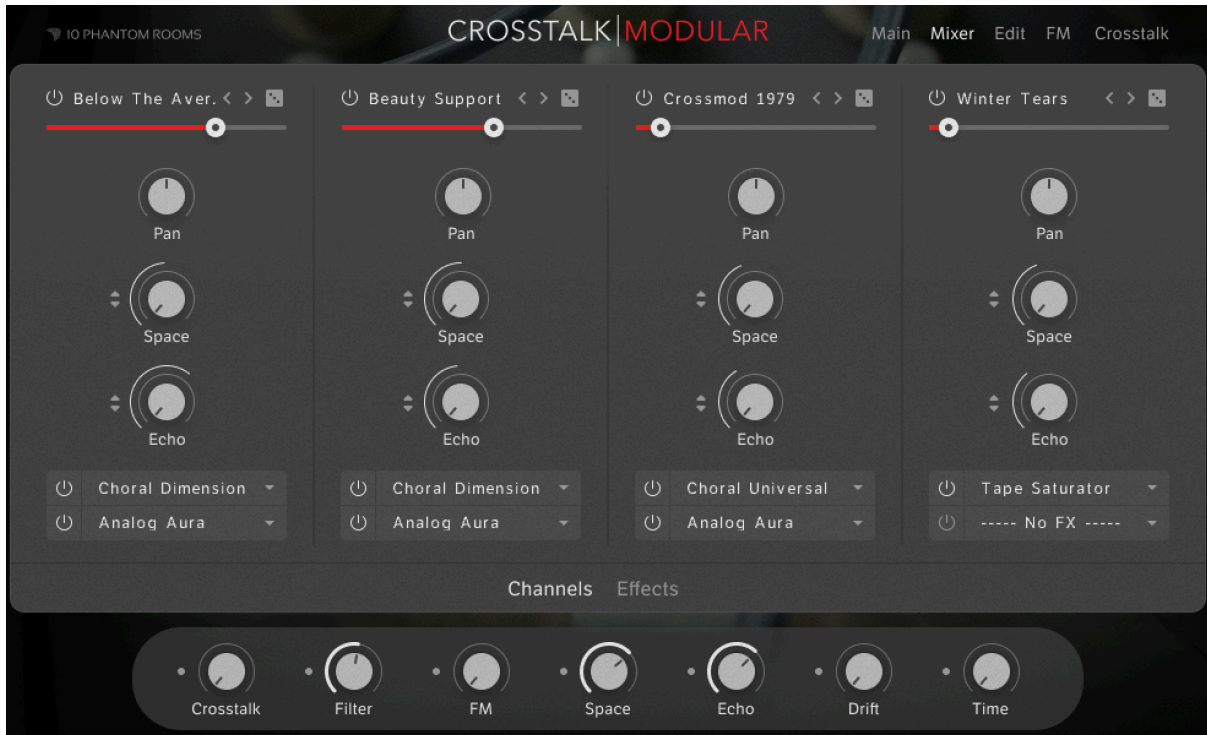 10 PHANTOM ROOMS
CROSSTALK|MODULAR
Main Mixer Edit FM Crosstalk
Below The Aver. < > Beauty Support < > Crossmod 1979 < > Winter Tears < >
Pan Pan Pan Pan
Space Space Space Space
Echo Echo Echo Echo
Choral Dimension Choral Dimension Choral Universal Tape Saturator
Analog Aura Analog Aura Analog Aura ----- No FX -----
Channels Effects
Crosstalk Filter FM Space Echo Drift Time